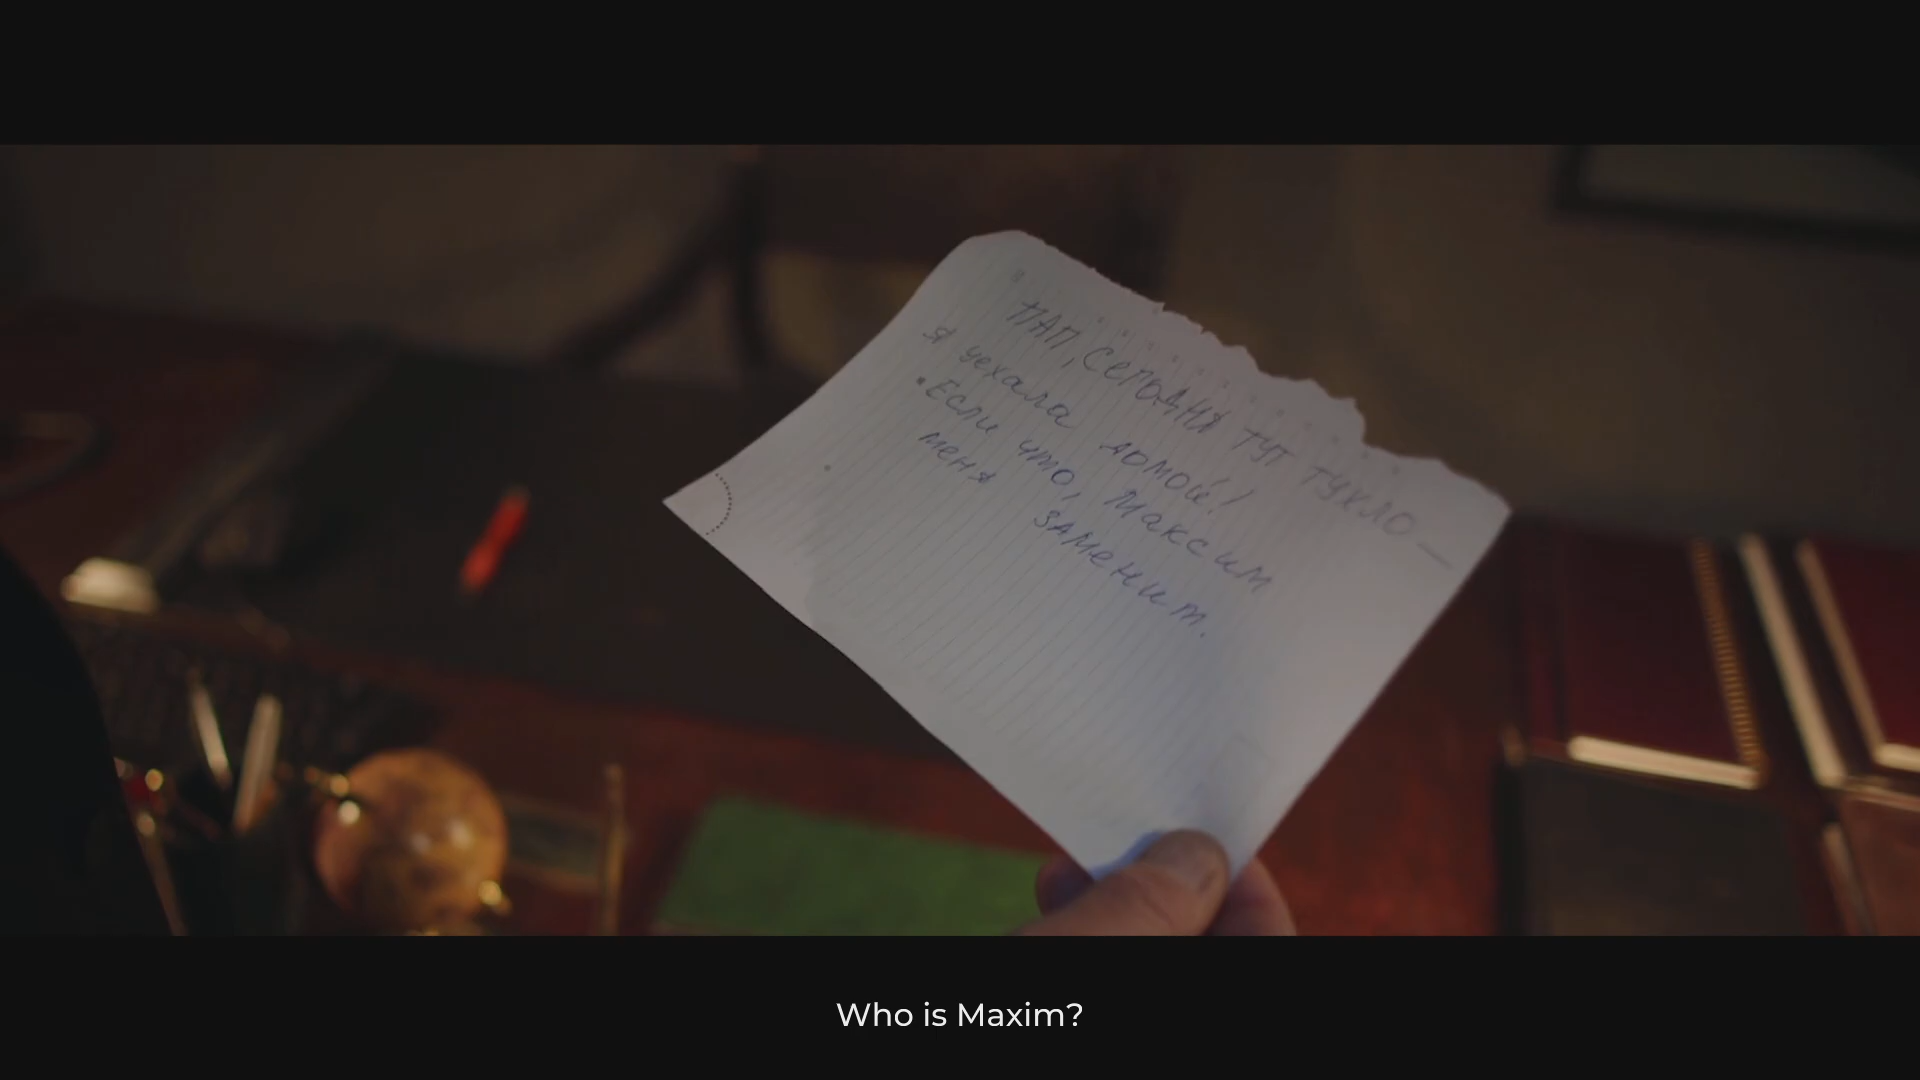 ПАП, СЕГОДНЯ ТУТ ТУХЛО —
Я уехала домой!
Если что, Максим
меня заменит.
Who is Maxim?